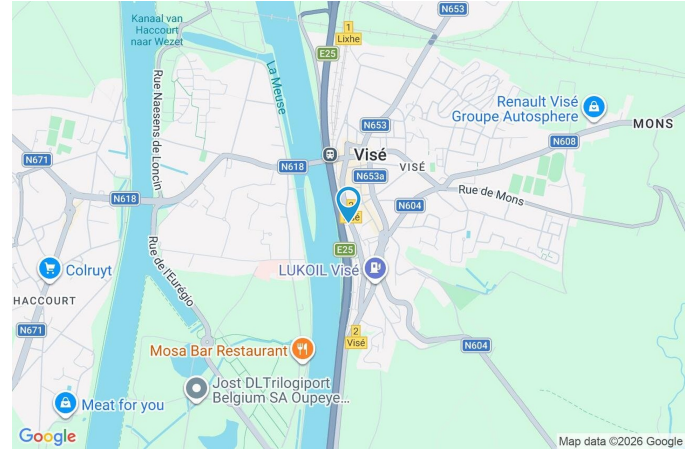 Kanaal van
Haccourt
naar Wezet
N653
1
Lixhe
E25
La Meuse
Rue Naesens de Loncin
Renault Visé
Groupe Autosphere
N653
MONS
N608
Visé
N671
N618
VISÉ
N653a
Rue de Mons
N618
N604
E25
Rue de l'Eurégio
Colruyt
LUKOIL Visé
HACCOURT
N671
2
Visé
N604
Mosa Bar Restaurant
Jost DLTrilogiport
Belgium SA Oupeye...
Meat for you
Google
Map data ©2026 Google